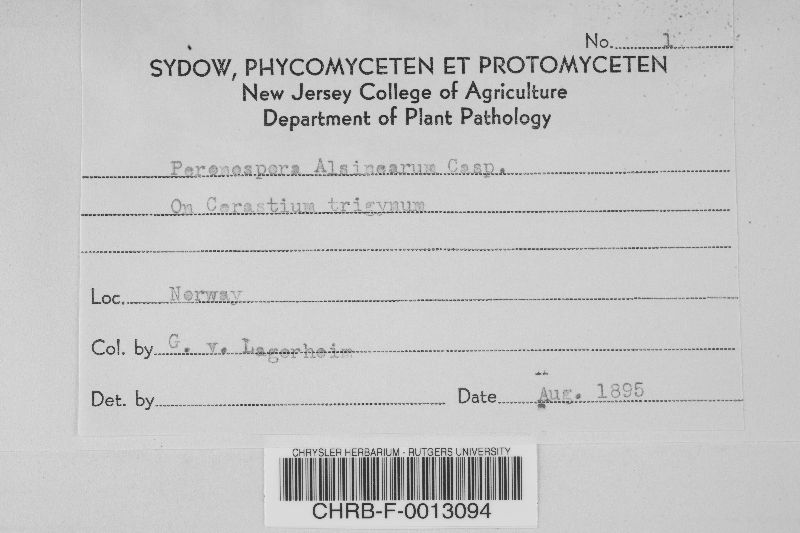 No. 1
SYDOW, PHYCOMYCETEN ET PROTOMYCETEN
New Jersey College of Agriculture
Department of Plant Pathology
Peronospora Alsinearum Casp.
On Cerastium trigynum
Loc. Norway
Col. by G. v. Lagerheim
Det. by
Date Aug. 1895
CHRYSLER HERBARIUM - RUTGERS UNIVERSITY
CHRB-F-0013094